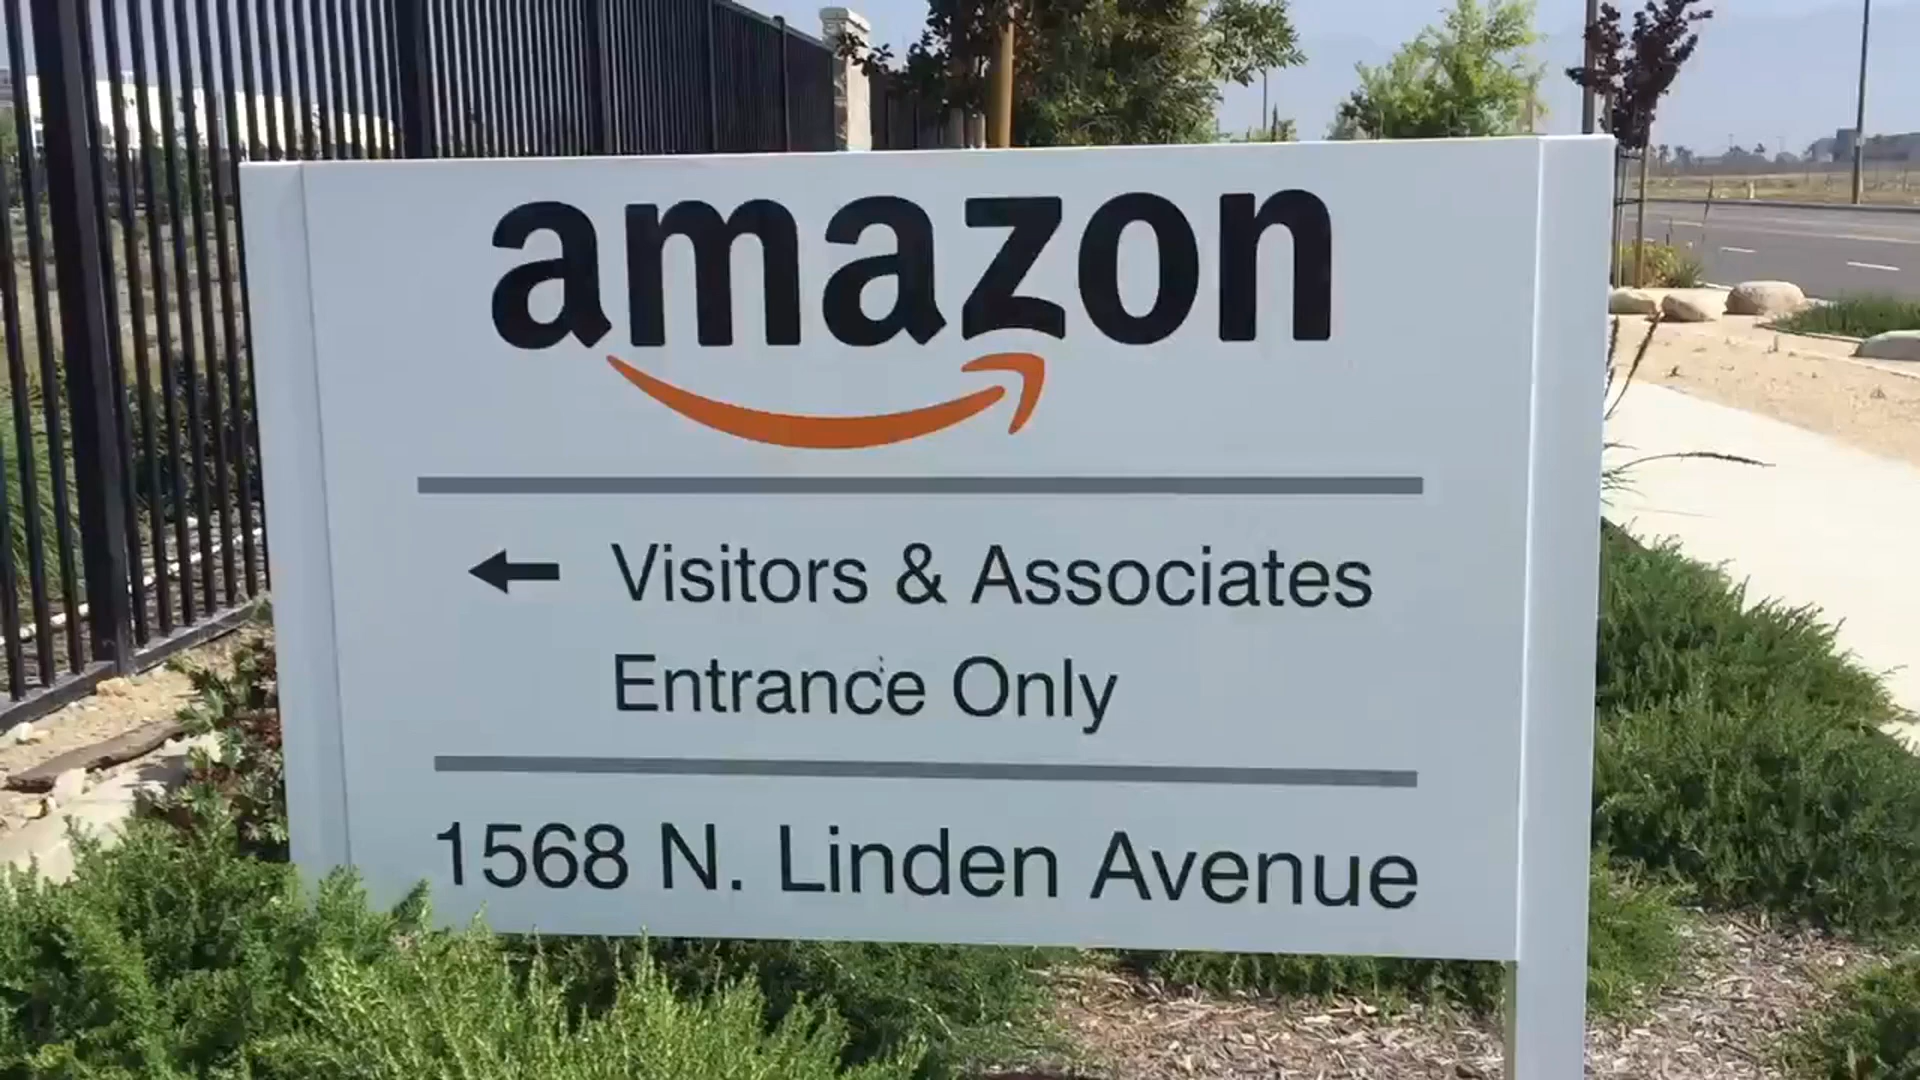 amazon
← Visitors & Associates
Entrance Only
1568 N. Linden Avenue